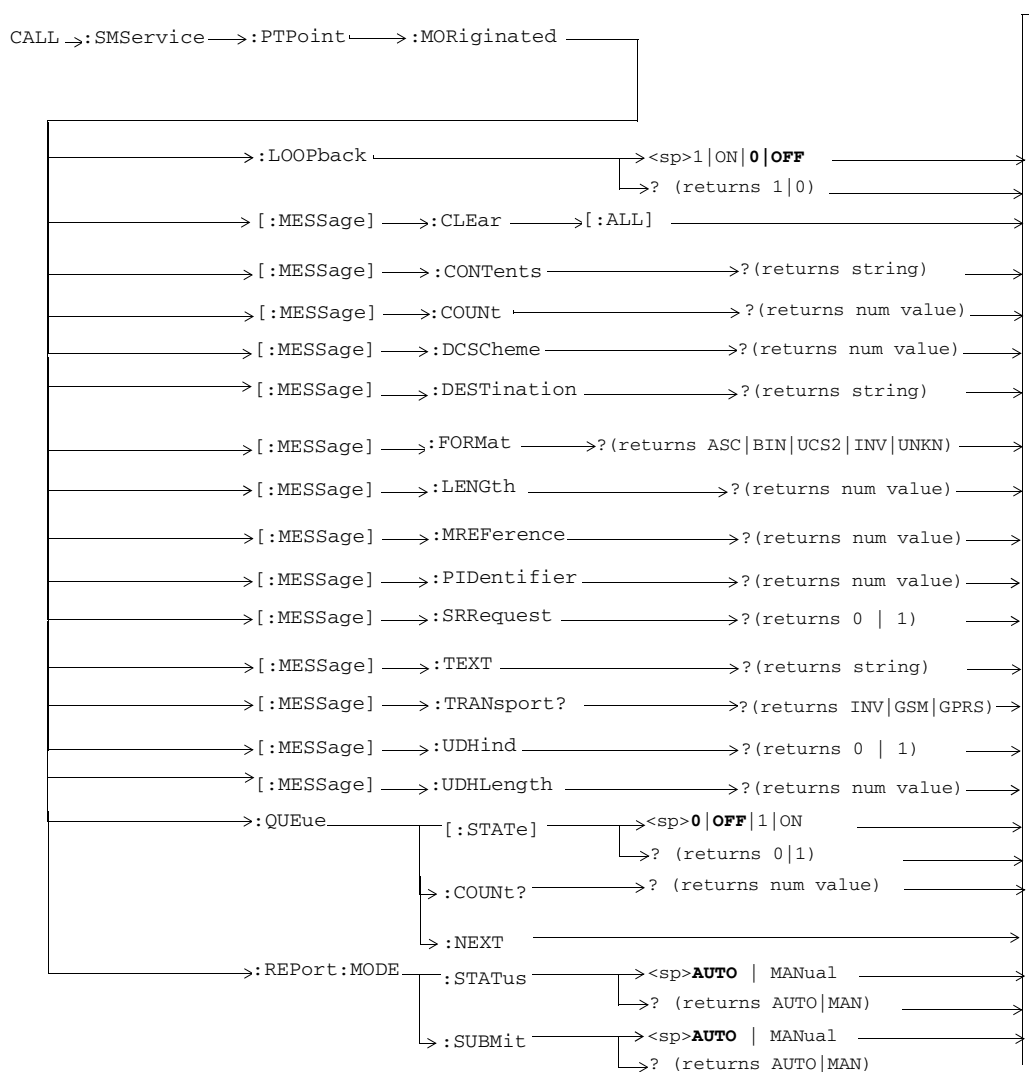 CALL :SMService :PTPoint :MORiginated
:LOOPback <sp>1|ON|0|OFF
? (returns 1|0)
[:MESSage] :CLEar [:ALL]
[:MESSage] :CONTents ?(returns string)
[:MESSage] :COUNt ?(returns num value)
[:MESSage] :DCSCheme ?(returns num value)
[:MESSage] :DESTination ?(returns string)
[:MESSage] :FORMat ?(returns ASC|BIN|UCS2|INV|UNKN)
[:MESSage] :LENGth ?(returns num value)
[:MESSage] :MREFerence ?(returns num value)
[:MESSage] :PIDentifier ?(returns num value)
[:MESSage] :SRRequest ?(returns 0 | 1)
[:MESSage] :TEXT ?(returns string)
[:MESSage] :TRANsport? ?(returns INV|GSM|GPRS)
[:MESSage] :UDHind ?(returns 0 | 1)
[:MESSage] :UDHLength ?(returns num value)
:QUEue [:STATe] <sp>0|OFF|1|ON
? (returns 0|1)
:COUNt? ? (returns num value)
:NEXT
:REPort:MODE :STATus <sp>AUTO | MANual
? (returns AUTO|MAN)
:SUBMit <sp>AUTO | MANual
? (returns AUTO|MAN)